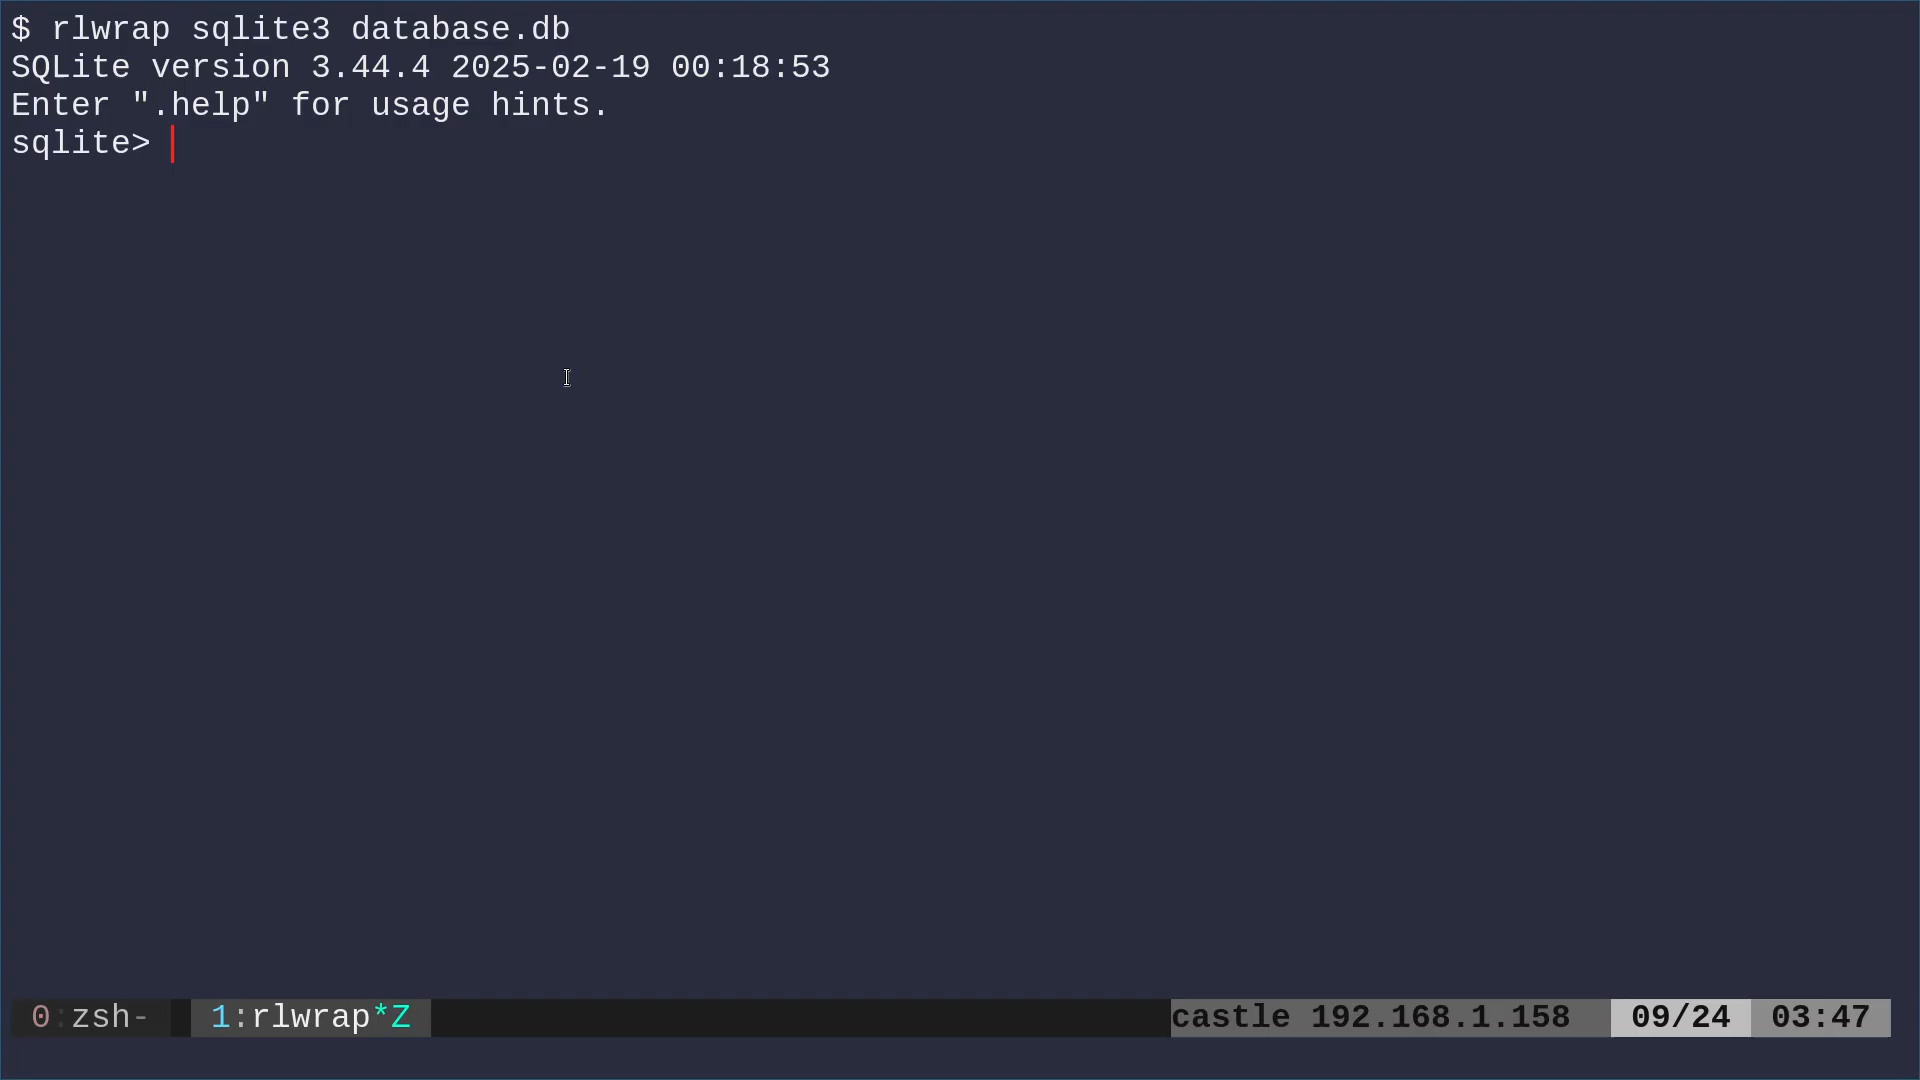 $ rlwrap sqlite3 database.db
SQLite version 3.44.4 2025-02-19 00:18:53
Enter ".help" for usage hints.
sqlite>
0:zsh- 1:rlwrap*Z castle 192.168.1.158 09/24 03:47